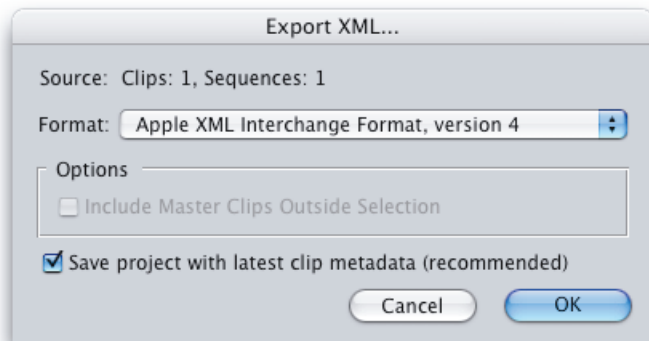 Export XML...
Source: Clips: 1, Sequences: 1
Format: Apple XML Interchange Format, version 4
Options
Include Master Clips Outside Selection
Save project with latest clip metadata (recommended)
Cancel OK